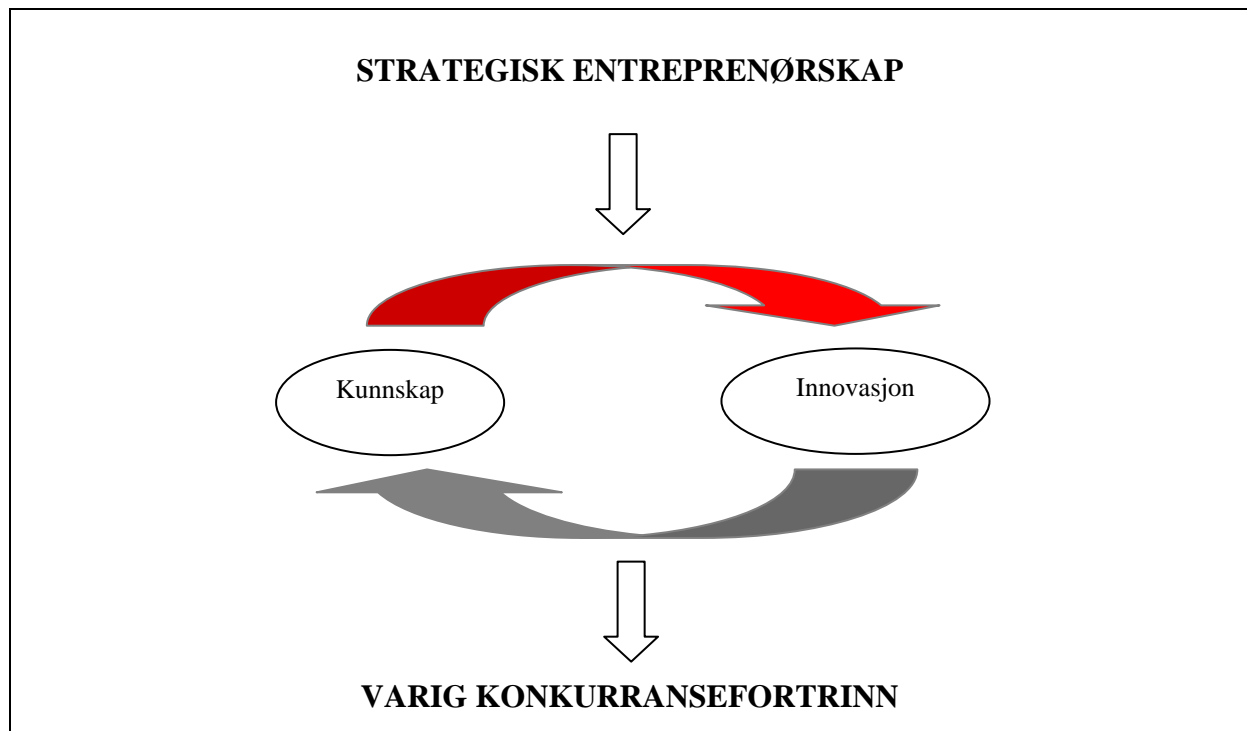 STRATEGISK ENTREPRENØRSKAP
Kunnskap
Innovasjon
VARIG KONKURRANSEFORTRINN